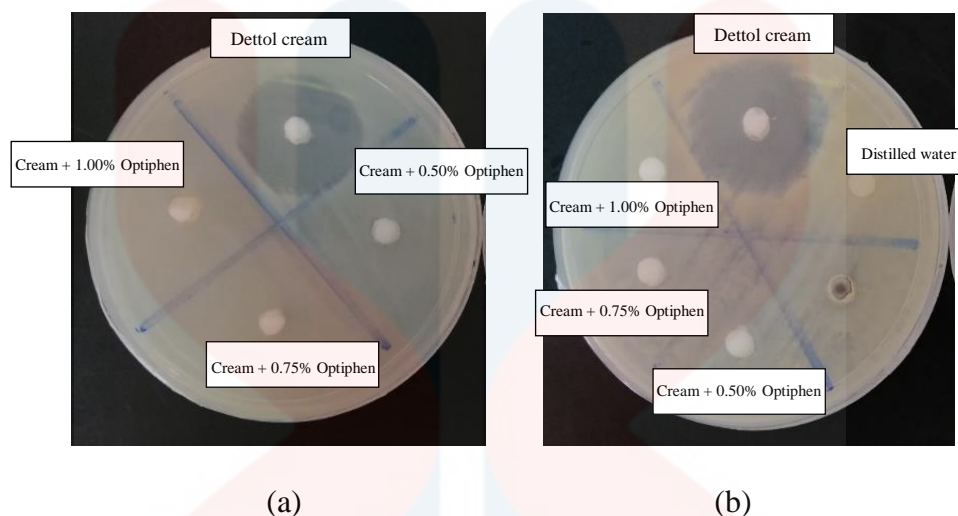 Dettol cream
Cream + 1.00% Optiphen
Cream + 0.50% Optiphen
Cream + 0.75% Optiphen
(a)
Dettol cream
Distilled water
Cream + 1.00% Optiphen
Cream + 0.75% Optiphen
Cream + 0.50% Optiphen
(b)